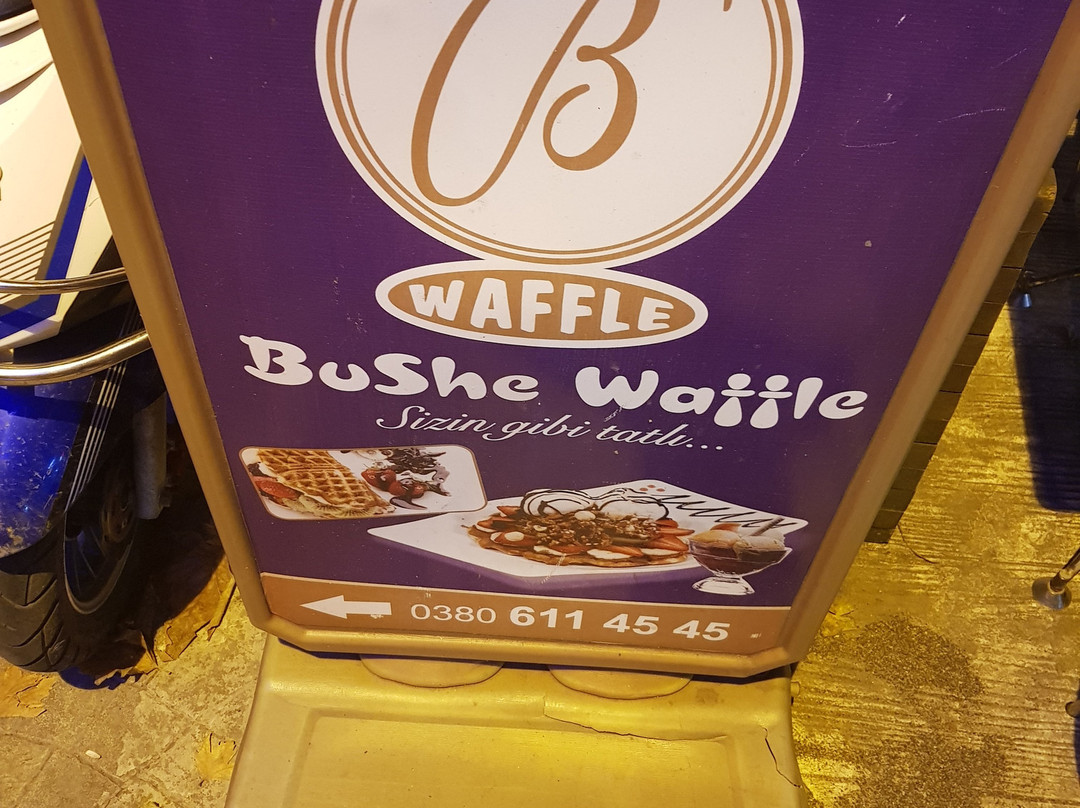 B
WAFFLE
BuShe Waffle
Sizin gibi tatlı...
0380 611 45 45